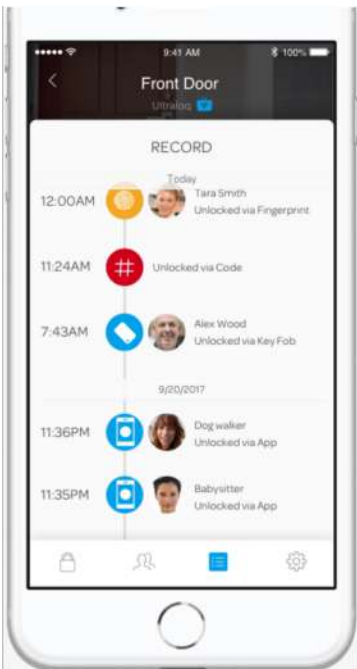 9:41 AM
100%
Front Door
Ultraloq
RECORD
Today
12:00AM
Tara Smith
Unlocked via Fingerprint
11:24AM
#
Unlocked via Code
7:43AM
Alex Wood
Unlocked via Key Fob
9/20/2017
11:36PM
Dog walker
Unlocked via App
11:35PM
Babysitter
Unlocked via App